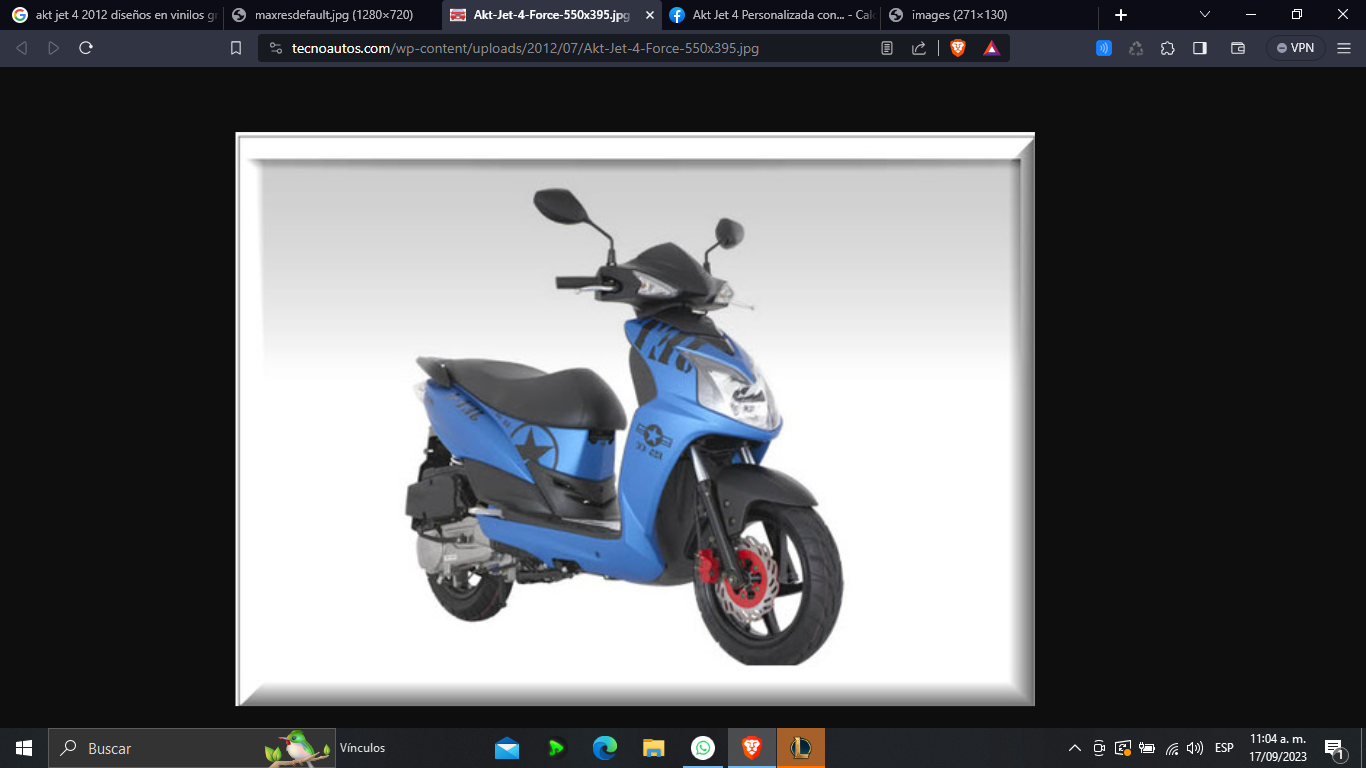 akt jet 4 2012 diseños en vinilos gr
maxresdefault.jpg (1280×720)
Akt-Jet-4-Force-550x395.jpg
Akt Jet 4 Personalizada con... - Calc
images (271×130)
tecnoautos.com/wp-content/uploads/2012/07/Akt-Jet-4-Force-550x395.jpg
VPN
Buscar
Vínculos
ESP
11:04 a. m.
17/09/2023
1